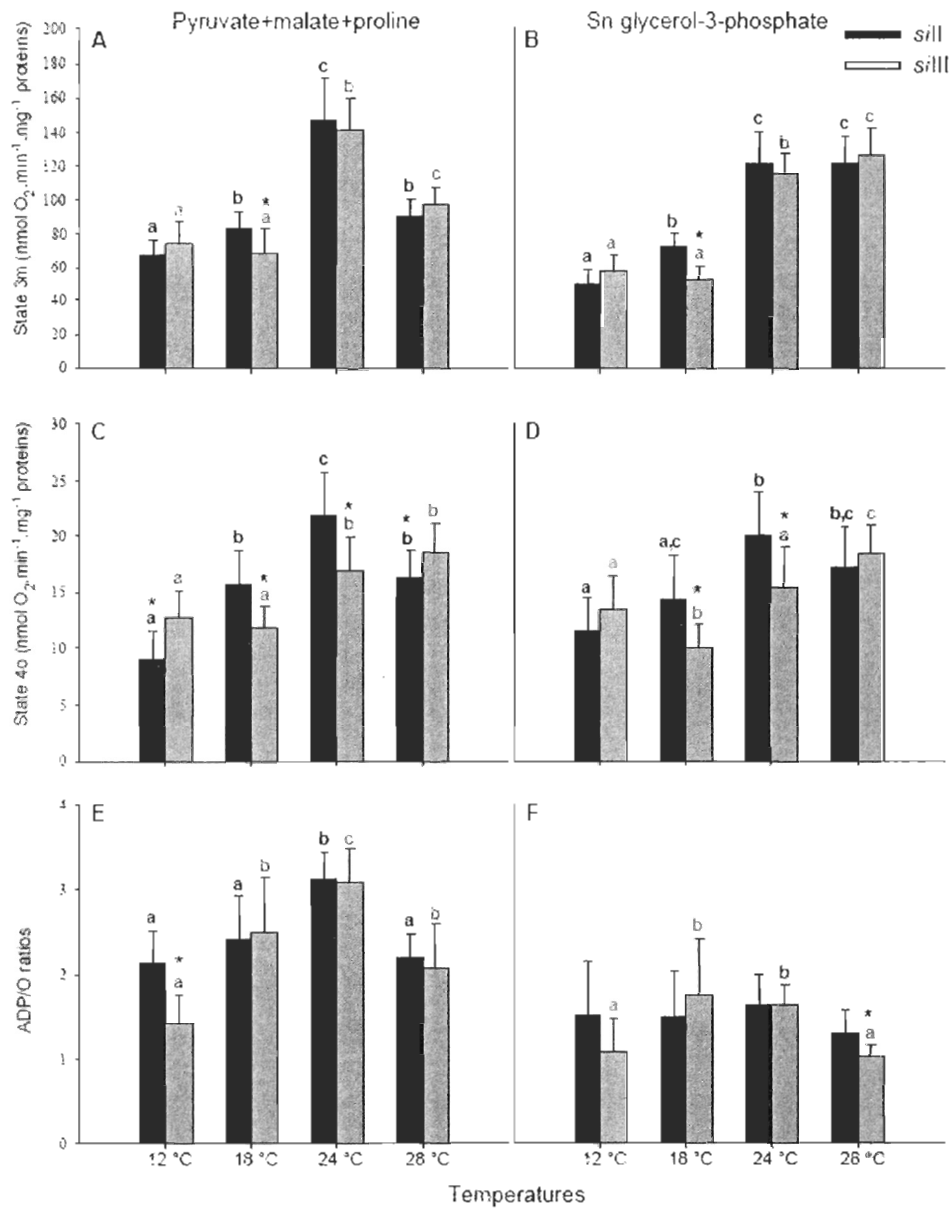 Pyruvate+malate+proline
Sn glycerol-3-phosphate
siII
siIII
A
State 3m (nmol O2.min-1.mg-1 proteins)
200
180
160
140
120
100
80
60
40
20
0
a a b * a c b b c
B
a a b * a c b c c
C
State 4o (nmol O2.min-1.mg-1 proteins)
30
25
20
15
10
5
0
* a a b * a c * b * b b
D
a a a,c * b b * a b,c c
E
ADP/O ratios
4
3
2
1
0
a * a a b b c a b
F
a b b * a
12 °C 18 °C 24 °C 28 °C
12 °C 18 °C 24 °C 28 °C
Temperatures